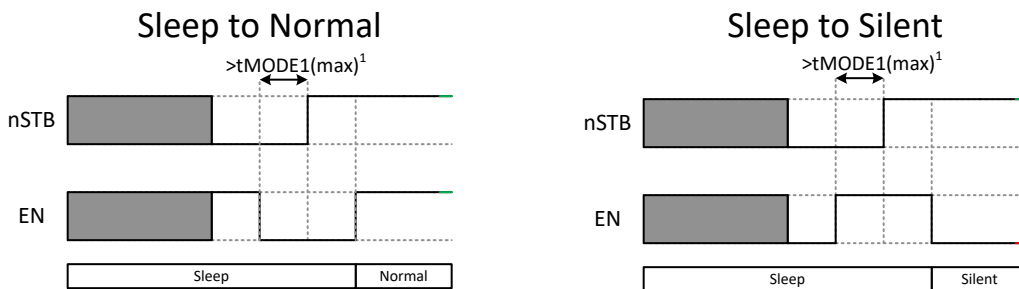 Sleep to Normal
>tMODE1(max)1
nSTB
EN
Sleep
Normal
Sleep to Silent
>tMODE1(max)1
nSTB
EN
Sleep
Silent